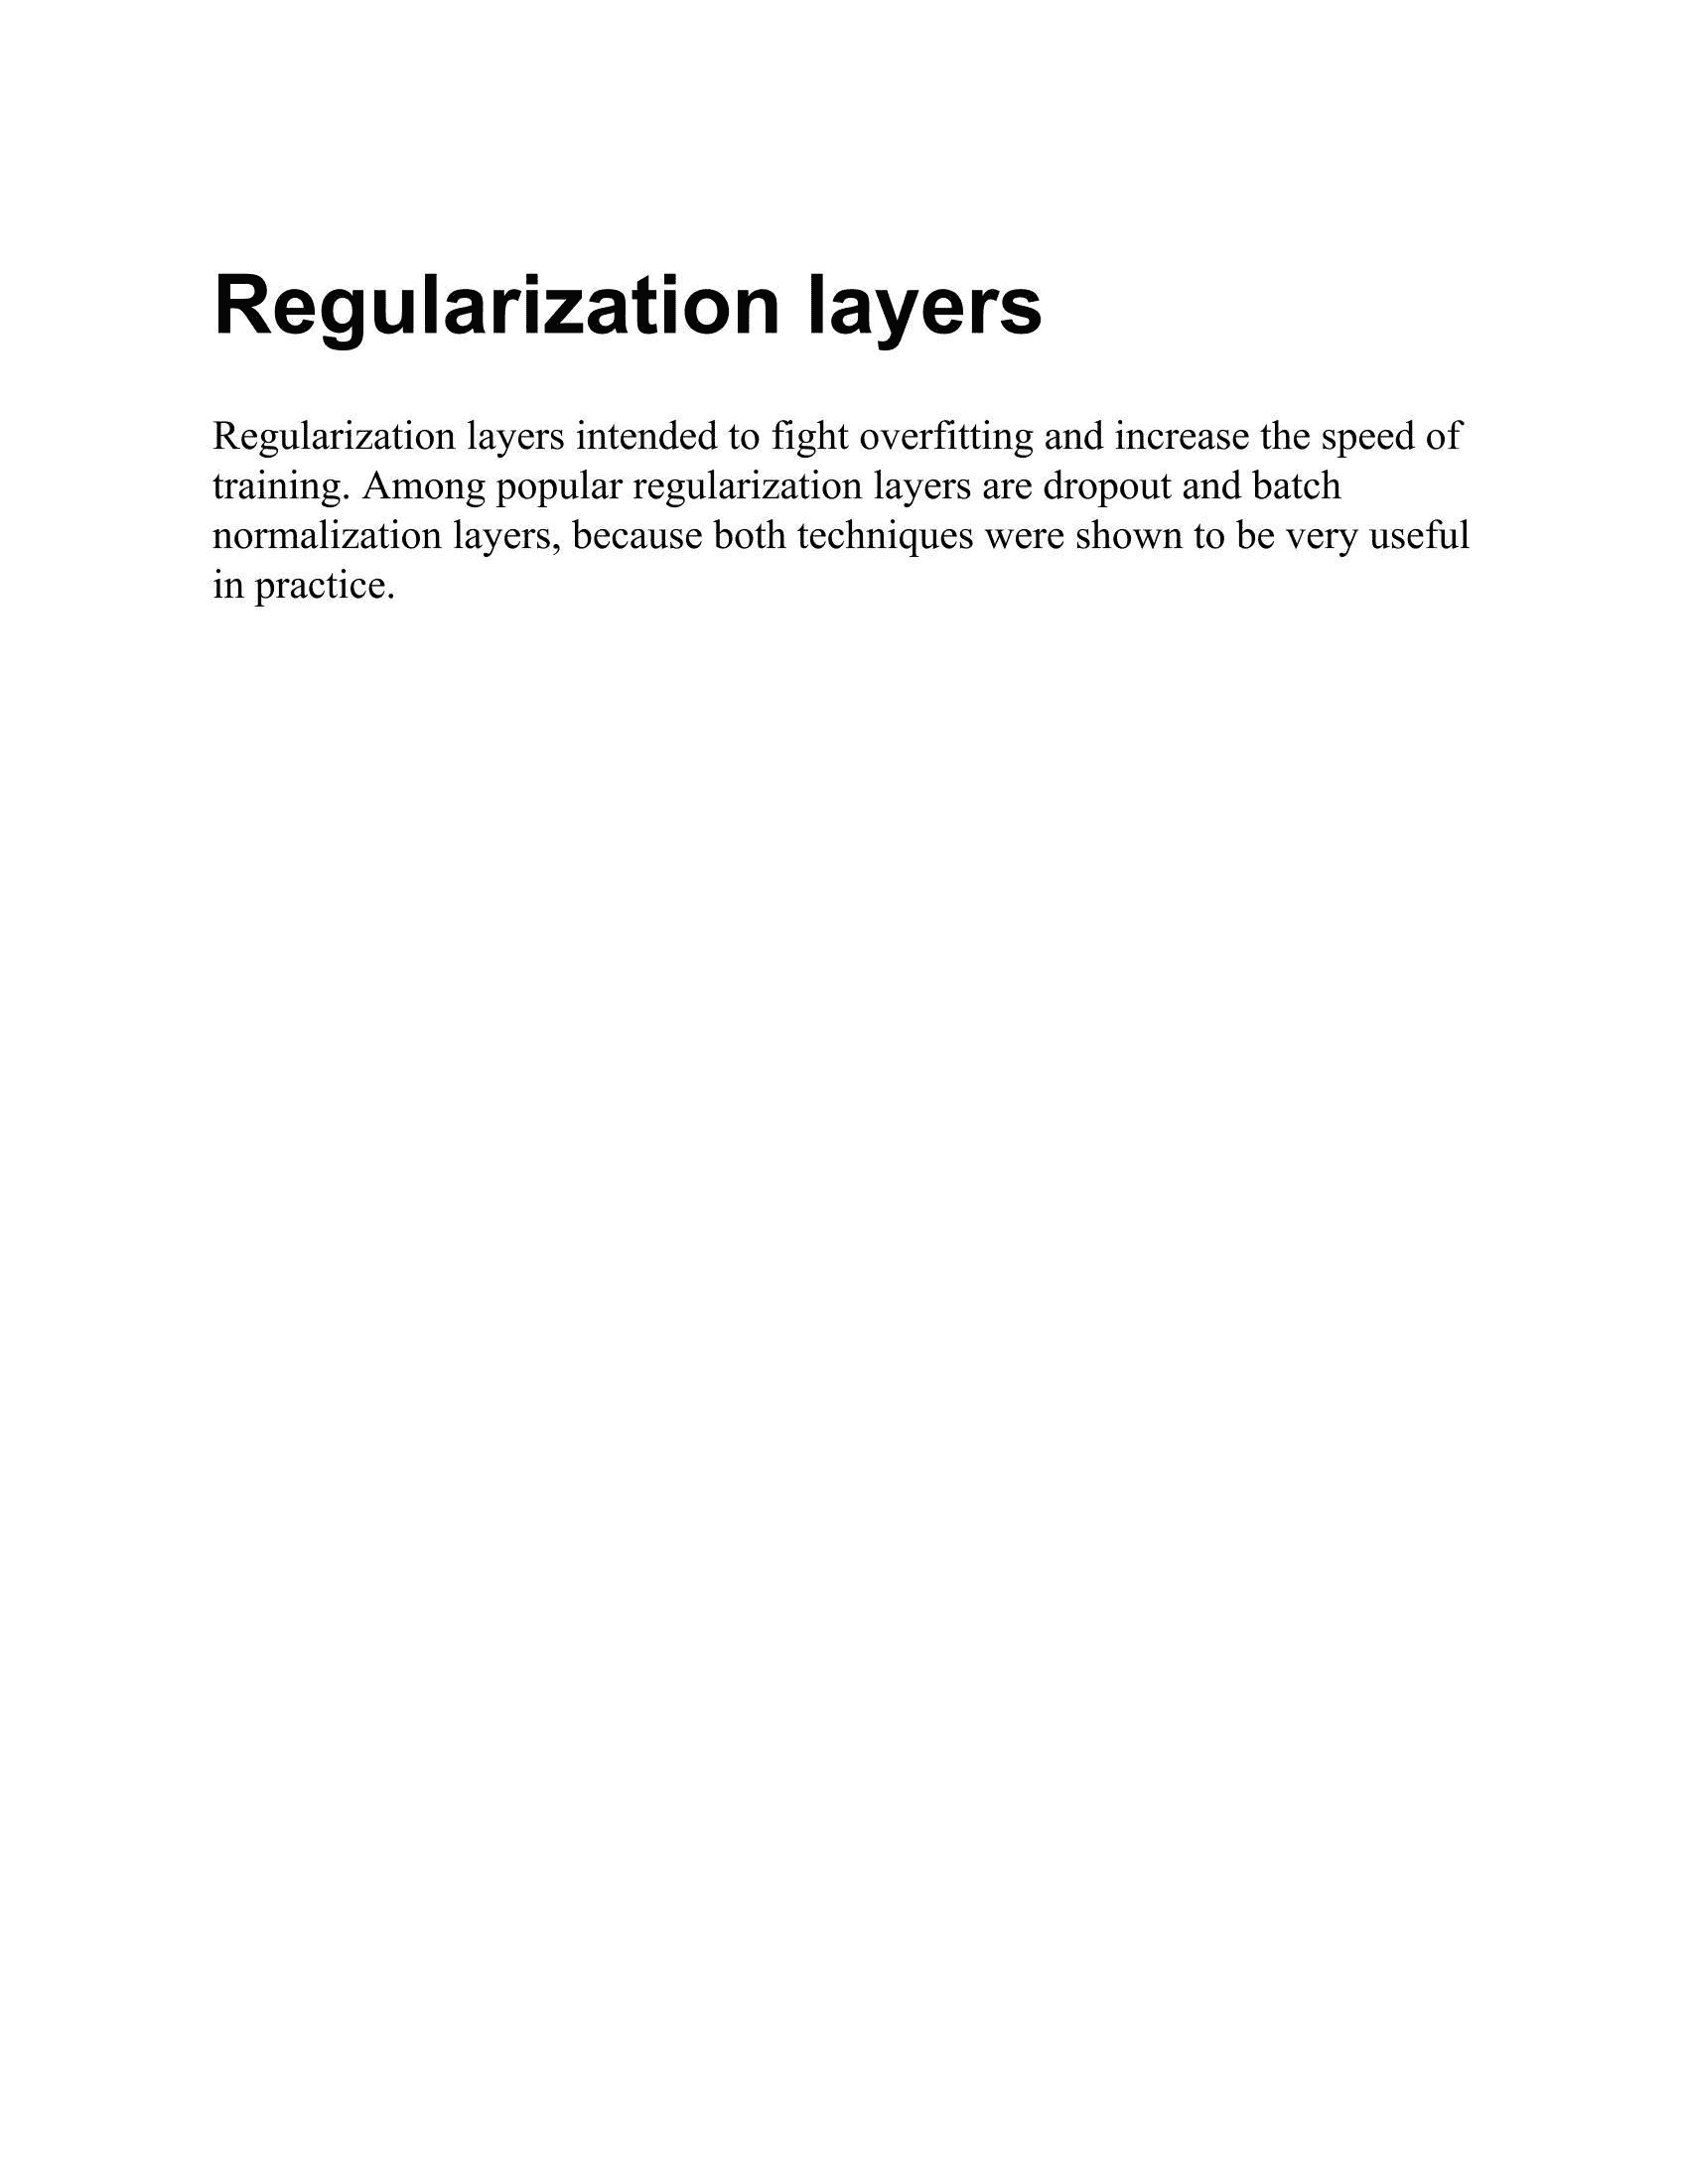 Regularization layers
Regularization layers intended to fight overfitting and increase the speed of
training. Among popular regularization layers are dropout and batch
normalization layers, because both techniques were shown to be very useful
in practice.